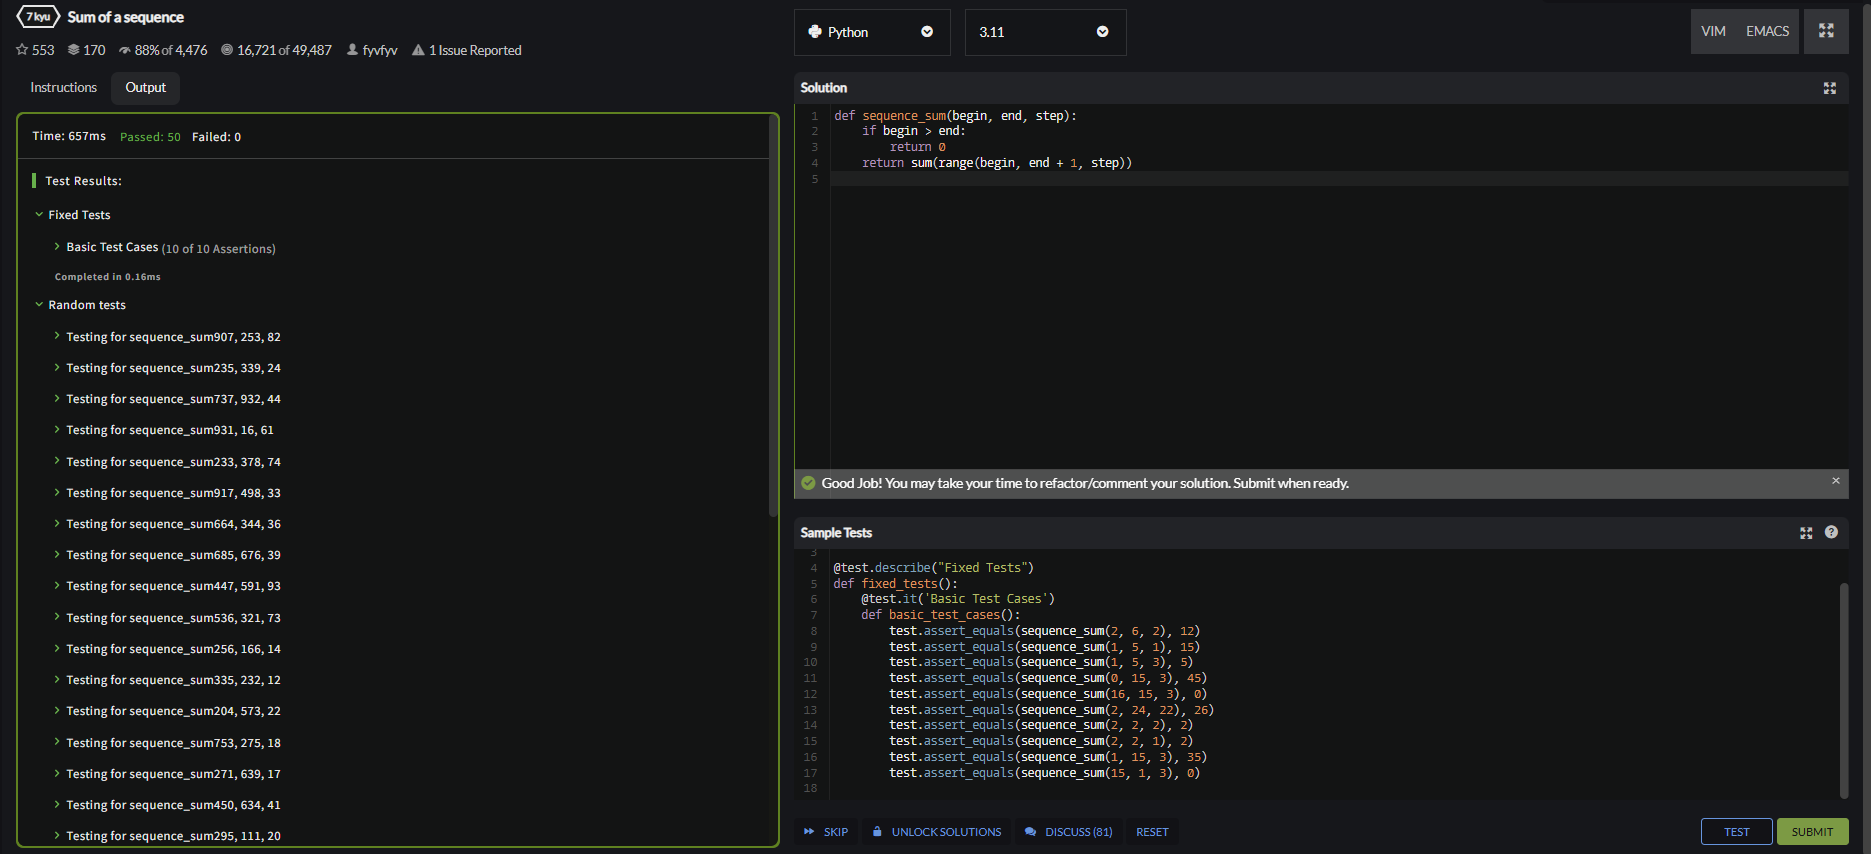 7 kyu Sum of a sequence
553 170 88% of 4,476 16,721 of 49,487 fyvfyv 1 Issue Reported
Instructions Output
Time: 657ms Passed: 50 Failed: 0
Test Results:
Fixed Tests
Basic Test Cases (10 of 10 Assertions)
Completed in 0.16ms
Random tests
Testing for sequence_sum907, 253, 82
Testing for sequence_sum235, 339, 24
Testing for sequence_sum737, 932, 44
Testing for sequence_sum931, 16, 61
Testing for sequence_sum233, 378, 74
Testing for sequence_sum917, 498, 33
Testing for sequence_sum664, 344, 36
Testing for sequence_sum685, 676, 39
Testing for sequence_sum447, 591, 93
Testing for sequence_sum536, 321, 73
Testing for sequence_sum256, 166, 14
Testing for sequence_sum335, 232, 12
Testing for sequence_sum204, 573, 22
Testing for sequence_sum753, 275, 18
Testing for sequence_sum271, 639, 17
Testing for sequence_sum450, 634, 41
Testing for sequence_sum295, 111, 20
Python 3.11 VIM EMACS
Solution
1 def sequence_sum(begin, end, step):
2     if begin > end:
3         return 0
4     return sum(range(begin, end + 1, step))
5
Good Job! You may take your time to refactor/comment your solution. Submit when ready. ×
Sample Tests ?
3
4 @test.describe("Fixed Tests")
5 def fixed_tests():
6     @test.it('Basic Test Cases')
7     def basic_test_cases():
8         test.assert_equals(sequence_sum(2, 6, 2), 12)
9         test.assert_equals(sequence_sum(1, 5, 1), 15)
10         test.assert_equals(sequence_sum(1, 5, 3), 5)
11         test.assert_equals(sequence_sum(0, 15, 3), 45)
12         test.assert_equals(sequence_sum(16, 15, 3), 0)
13         test.assert_equals(sequence_sum(2, 24, 22), 26)
14         test.assert_equals(sequence_sum(2, 2, 2), 2)
15         test.assert_equals(sequence_sum(2, 2, 1), 2)
16         test.assert_equals(sequence_sum(1, 15, 3), 35)
17         test.assert_equals(sequence_sum(15, 1, 3), 0)
18
SKIP UNLOCK SOLUTIONS DISCUSS (81) RESET TEST SUBMIT